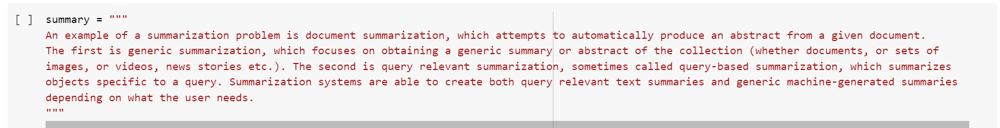 [ ] summary = """
An example of a summarization problem is document summarization, which attempts to automatically produce an abstract from a given document.
The first is generic summarization, which focuses on obtaining a generic summary or abstract of the collection (whether documents, or sets of
images, or videos, news stories etc.). The second is query relevant summarization, sometimes called query-based summarization, which summarizes
objects specific to a query. Summarization systems are able to create both query relevant text summaries and generic machine-generated summaries
depending on what the user needs.
"""